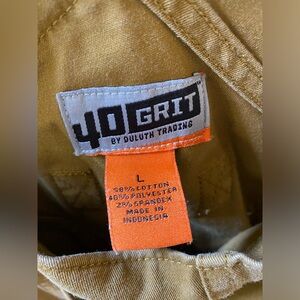 40 GRIT
BY DULUTH TRADING
L
58% COTTON
40% POLYESTER
2% SPANDEX
MADE IN
INDONESIA